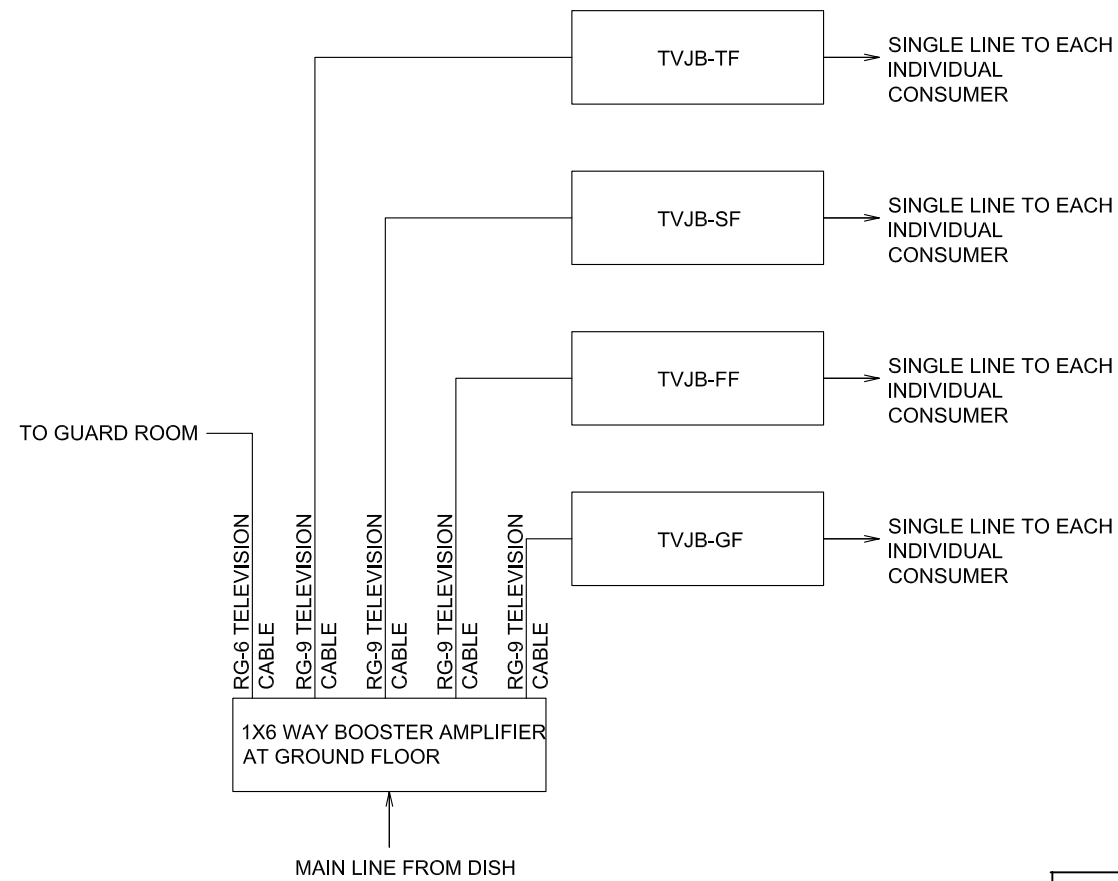 TVJB-TF
SINGLE LINE TO EACH
INDIVIDUAL
CONSUMER
TVJB-SF
SINGLE LINE TO EACH
INDIVIDUAL
CONSUMER
TVJB-FF
SINGLE LINE TO EACH
INDIVIDUAL
CONSUMER
TO GUARD ROOM
TVJB-GF
SINGLE LINE TO EACH
INDIVIDUAL
CONSUMER
RG-6 TELEVISION
CABLE
RG-9 TELEVISION
CABLE
RG-9 TELEVISION
CABLE
RG-9 TELEVISION
CABLE
RG-9 TELEVISION
CABLE
1X6 WAY BOOSTER AMPLIFIER
AT GROUND FLOOR
MAIN LINE FROM DISH